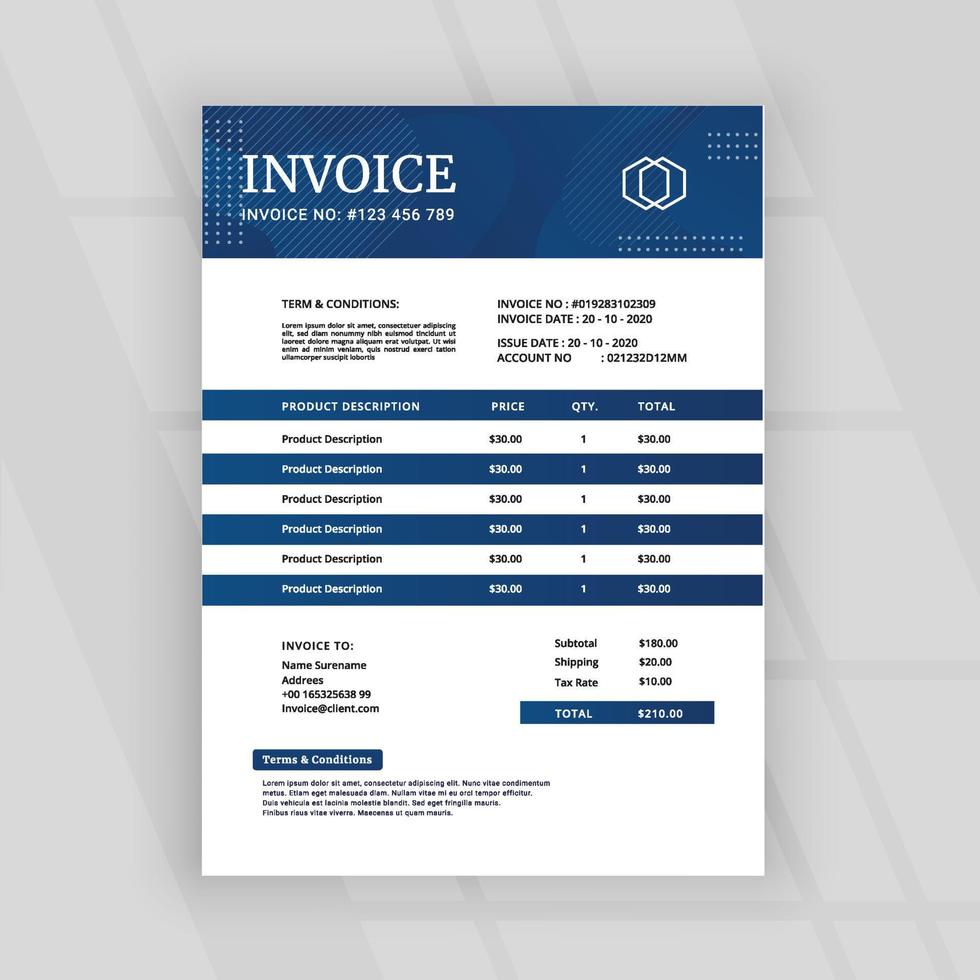 INVOICE
INVOICE NO: #123 456 789
TERM & CONDITIONS:
Lorem ipsum dolor sit amet, consectetuer adipiscing
elit, sed diam nonummy nibh euismod tincidunt ut
laoreet dolore magna aliquam erat volutpat. Ut wisi
enim ad minim veniam, quis nostrud exerci tation
ullamcorper suscipit lobortis
INVOICE NO : #019283102309
INVOICE DATE : 20 - 10 - 2020
ISSUE DATE : 20 - 10 - 2020
ACCOUNT NO : 021232D12MM
PRODUCT DESCRIPTION PRICE QTY. TOTAL
Product Description $30.00 1 $30.00
Product Description $30.00 1 $30.00
Product Description $30.00 1 $30.00
Product Description $30.00 1 $30.00
Product Description $30.00 1 $30.00
Product Description $30.00 1 $30.00
INVOICE TO:
Name Surename
Addrees
+00 165325638 99
Invoice@client.com
Subtotal $180.00
Shipping $20.00
Tax Rate $10.00
TOTAL $210.00
Terms & Conditions
Lorem ipsum dolor sit amet, consectetur adipiscing elit. Nunc vitae condimentum
metus. Etiam eget malesuada diam. Nullam vitae mi eu orci tempor efficitur.
Duis vehicula est lacinia molestie blandit. Sed eget fringilla mauris.
Finibus risus vitae viverra. Maecenas ut quam mauris.